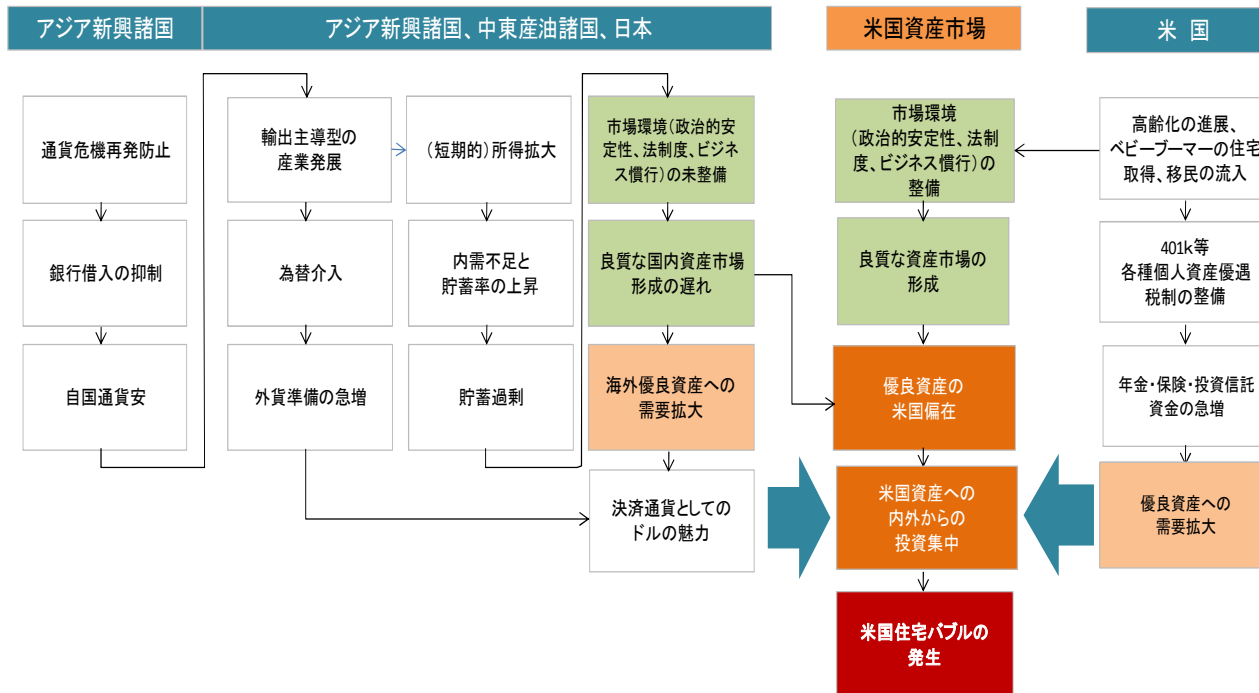 アジア新興諸国
アジア新興諸国、中東産油諸国、日本
米国資産市場
米 国
通貨危機再発防止
銀行借入の抑制
自国通貨安
輸出主導型の
産業発展
為替介入
外貨準備の急増
(短期的)所得拡大
内需不足と
貯蓄率の上昇
貯蓄過剰
市場環境(政治的安
定性、法制度、ビジネ
ス慣行)の未整備
良質な国内資産市場
形成の遅れ
海外優良資産への
需要拡大
決済通貨としての
ドルの魅力
市場環境
(政治的安定性、法制
度、ビジネス慣行)の
整備
良質な資産市場の
形成
優良資産の
米国偏在
米国資産への
内外からの
投資集中
米国住宅バブルの
発生
高齢化の進展、
ベビーブーマーの住宅
取得、移民の流入
401k等
各種個人資産優遇
税制の整備
年金・保険・投資信託
資金の急増
優良資産への
需要拡大